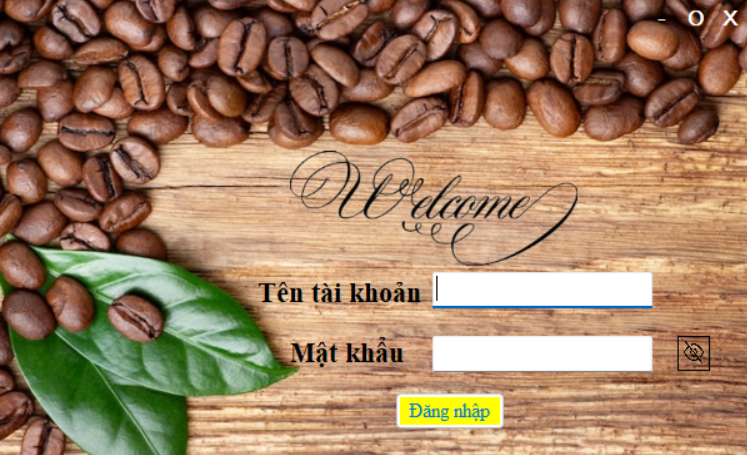 - O X
Welcome
Tên tài khoản
Mật khẩu
Đăng nhập